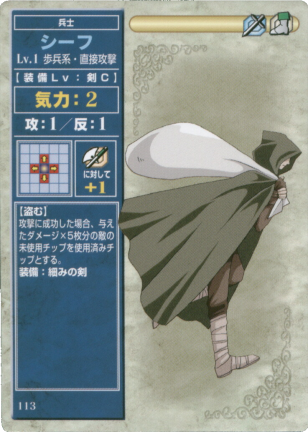 兵士
シーフ
Lv.1 歩兵系・直接攻撃
【装備Lv：剣C】
気力：2
攻：1／反：1
に対して
+1
【盗む】
攻撃に成功した場合、与え
たダメージ×5枚分の敵の
未使用チップを使用済みチ
ップとする。
装備：細みの剣
113